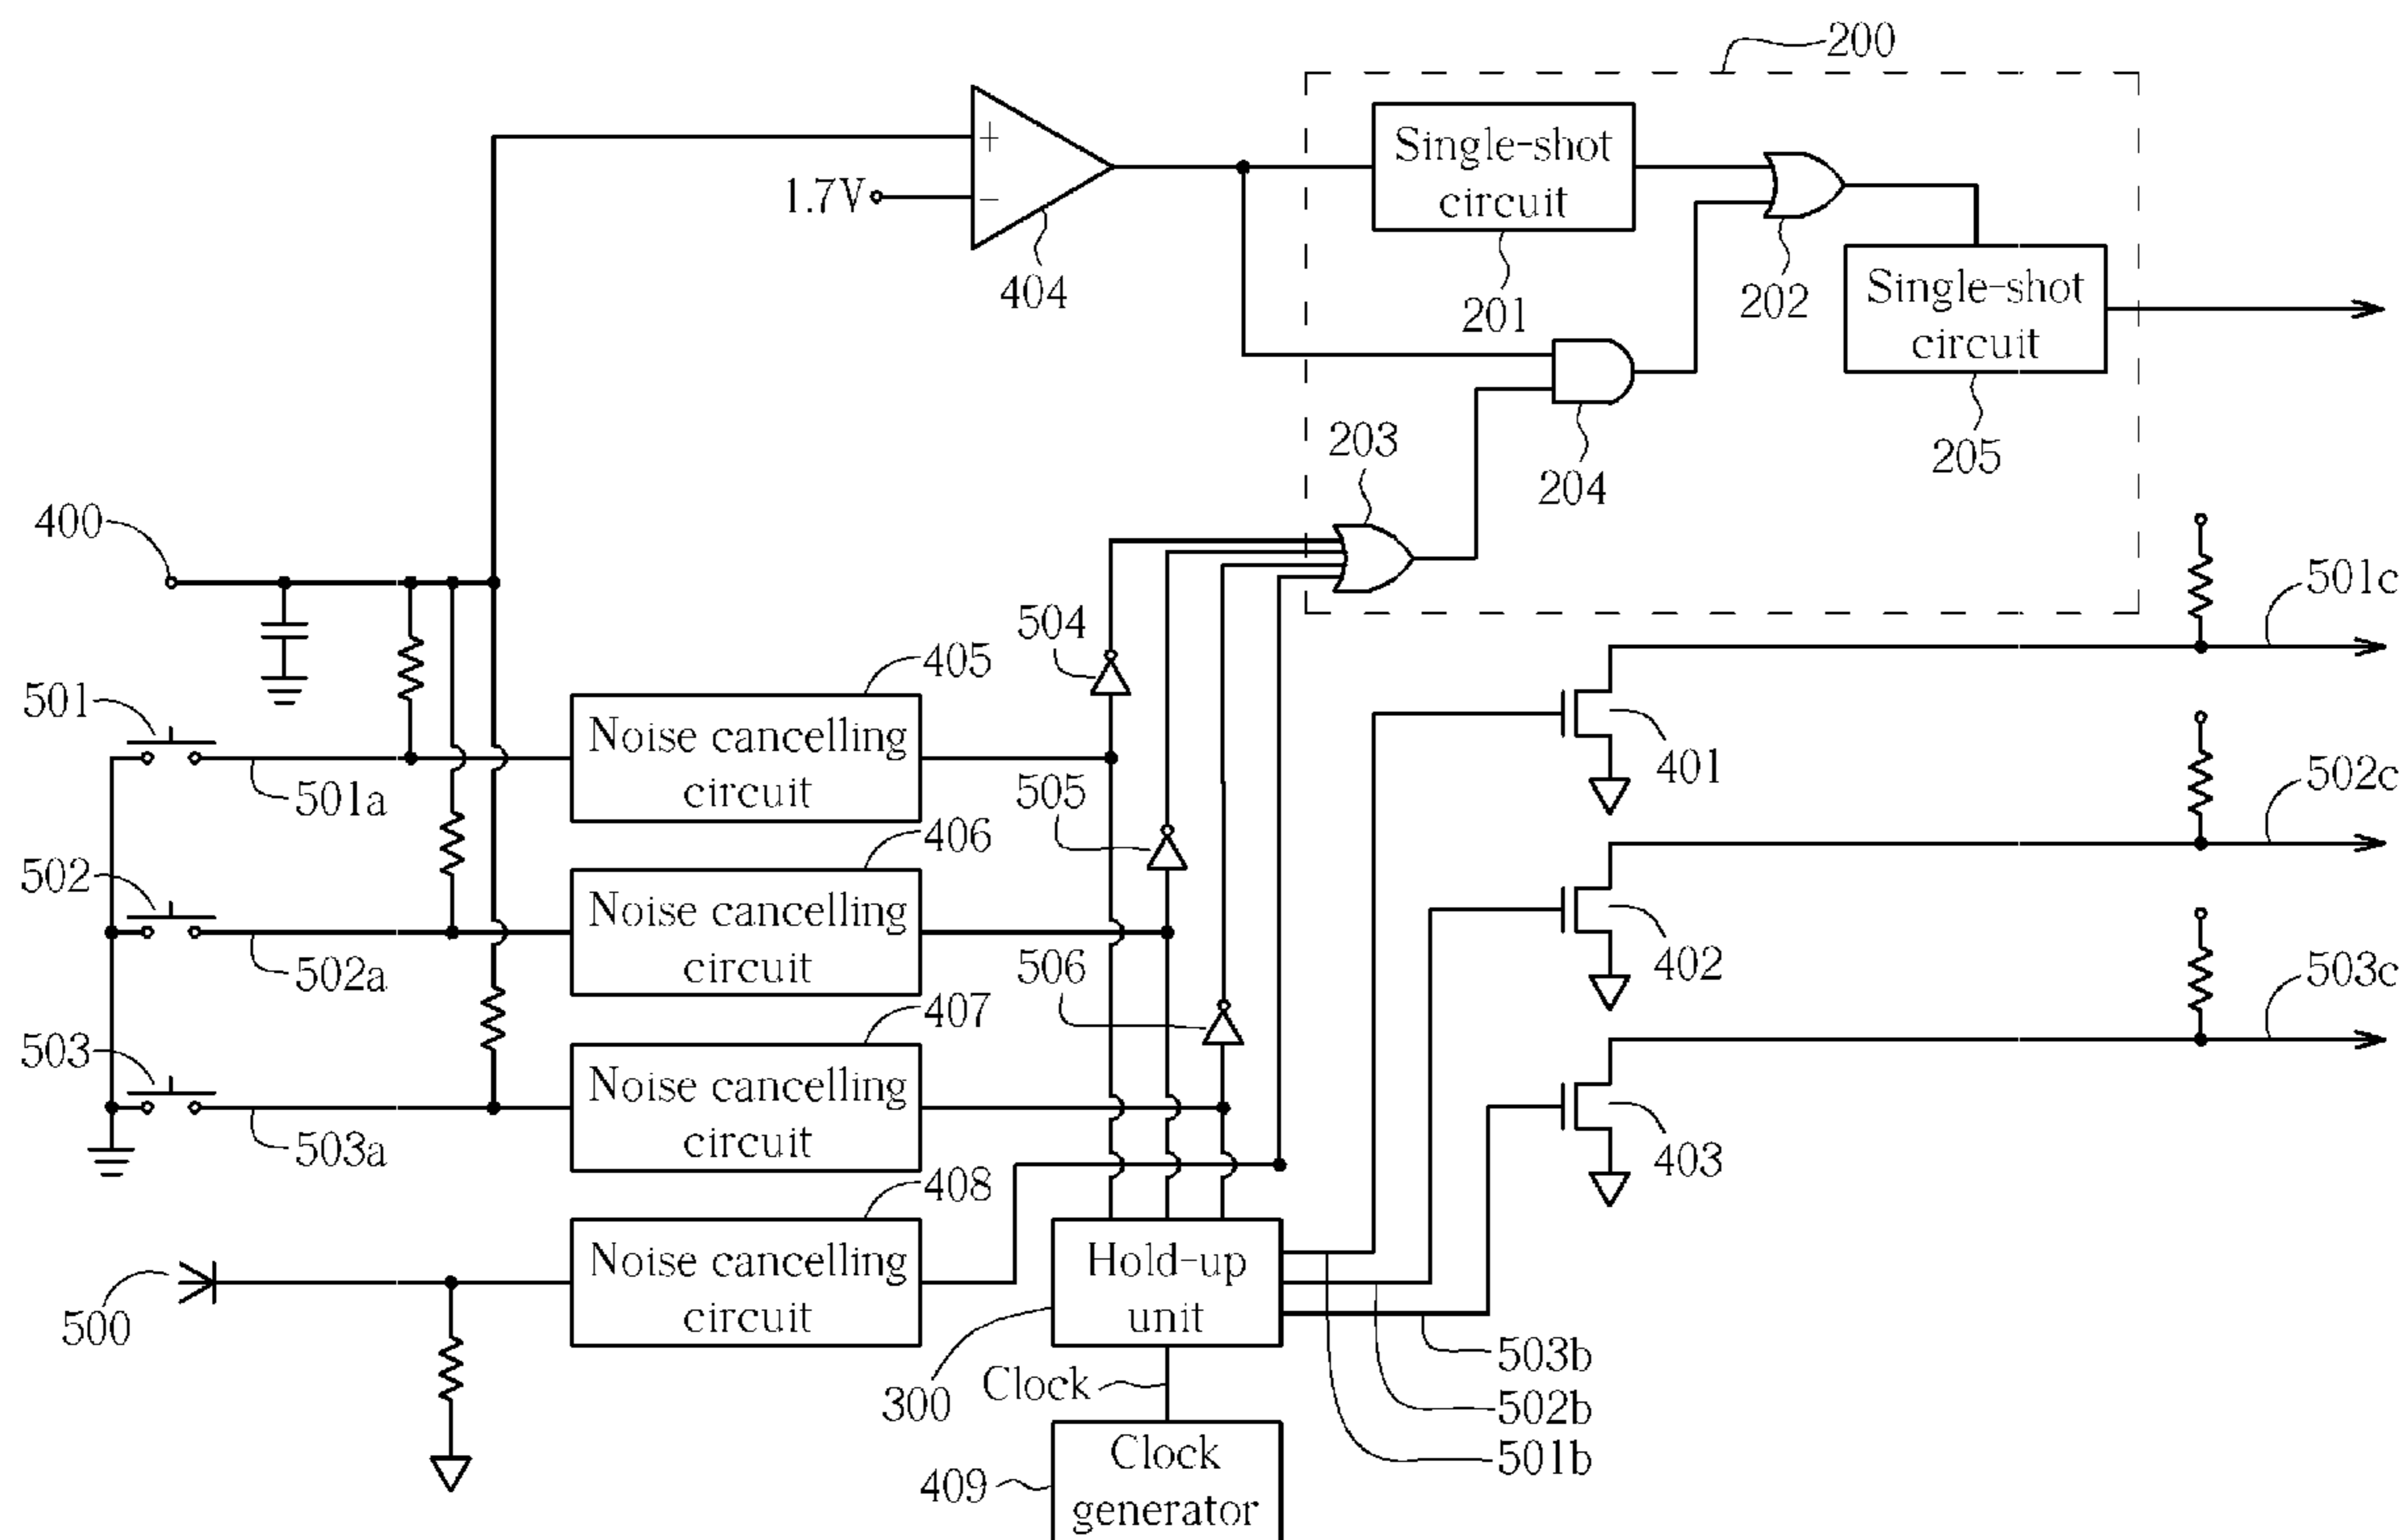 200
Single-shot
circuit
+
1.7V
−
404
201
202
Single-shot
circuit
203
204
205
400
501c
504
405
501
Noise cancelling
circuit
401
501a
505
502c
406
502
Noise cancelling
circuit
402
502a
506
503c
407
503
Noise cancelling
circuit
403
503a
408
Noise cancelling
circuit
Hold-up
unit
500
503b
300
Clock
502b
501b
409
Clock
generator